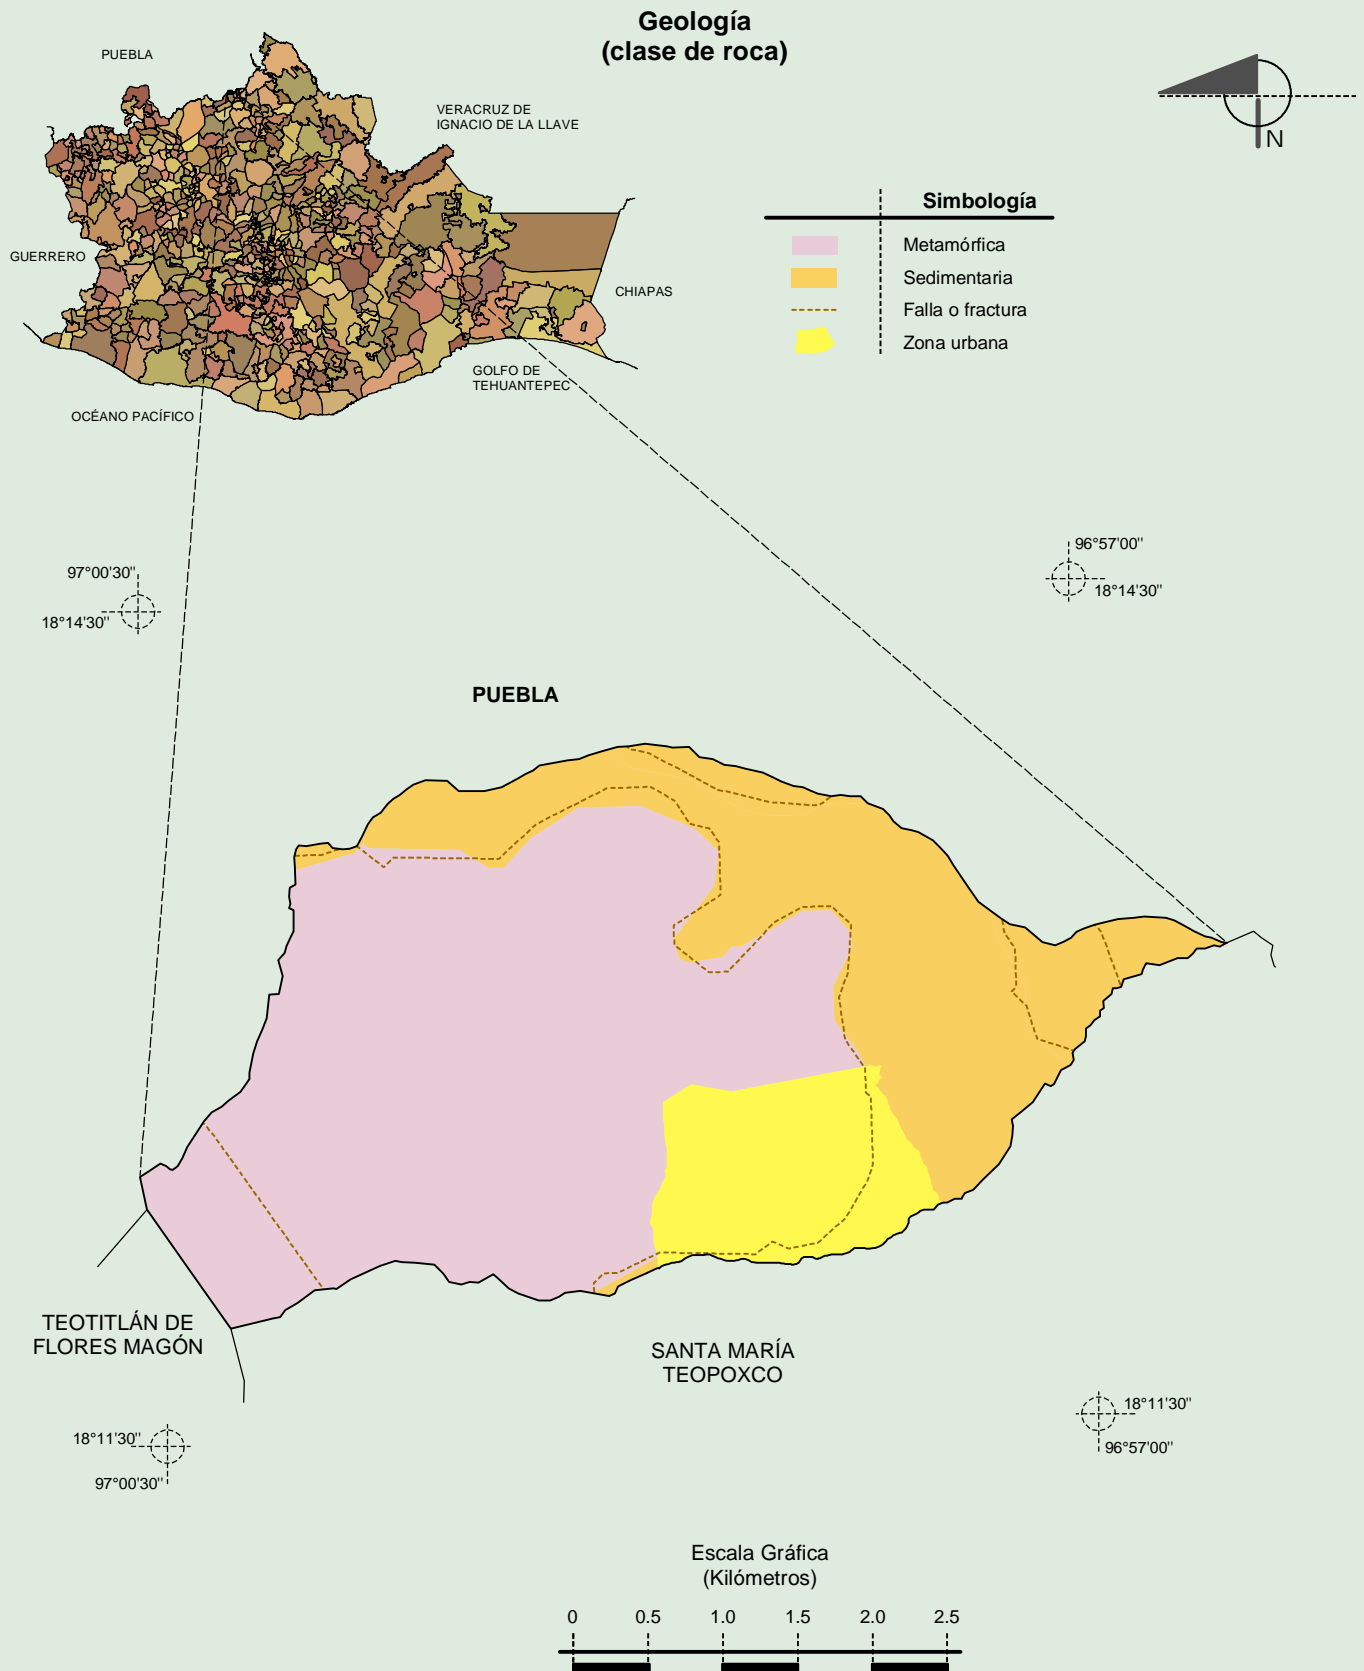 Geología
(clase de roca)
PUEBLA
VERACRUZ DE
IGNACIO DE LA LLAVE
GUERRERO
CHIAPAS
GOLFO DE
TEHUANTEPEC
OCÉANO PACÍFICO
N
Simbología
Metamórfica
Sedimentaria
Falla o fractura
Zona urbana
97°00'30"
18°14'30"
96°57'00"
18°14'30"
PUEBLA
TEOTITLÁN DE
FLORES MAGÓN
SANTA MARÍA
TEOPOXCO
18°11'30"
97°00'30"
18°11'30"
96°57'00"
Escala Gráfica
(Kilómetros)
0 0.5 1.0 1.5 2.0 2.5